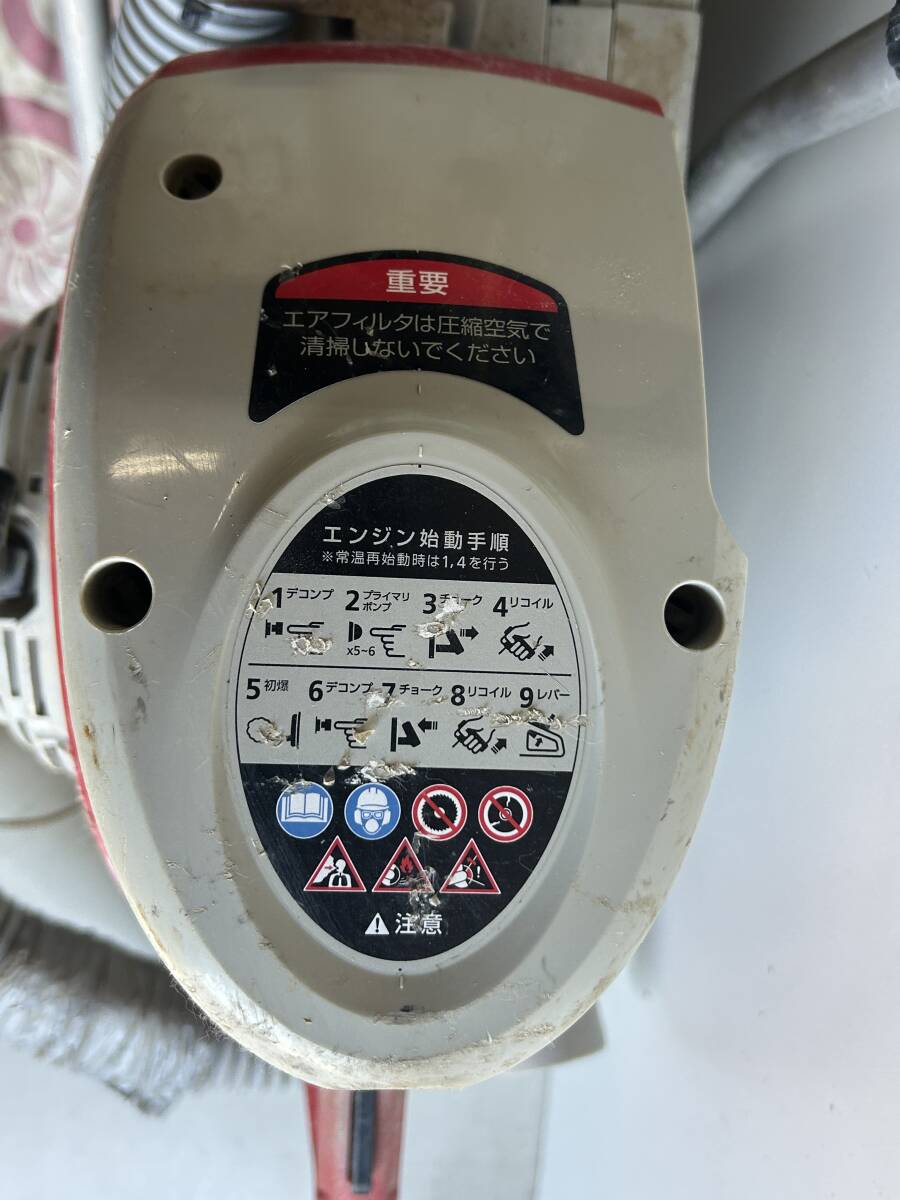 重要
エアフィルタは圧縮空気で
清掃しないでください
エンジン始動手順
※常温再始動時は1,4を行う
1 デコンプ 2 プライマリポンプ 3 チョーク 4 リコイル
x5~6
5 初爆 6 デコンプ 7 チョーク 8 リコイル 9 レバー
注意